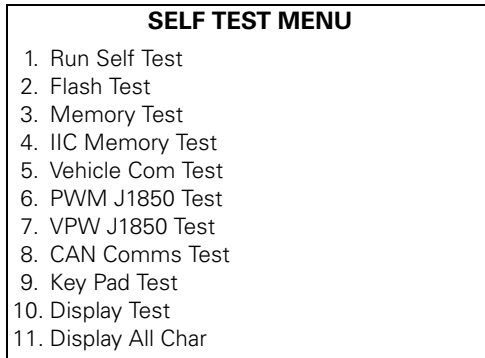 SELF TEST MENU
1. Run Self Test
2. Flash Test
3. Memory Test
4. IIC Memory Test
5. Vehicle Com Test
6. PWM J1850 Test
7. VPW J1850 Test
8. CAN Comms Test
9. Key Pad Test
10. Display Test
11. Display All Char